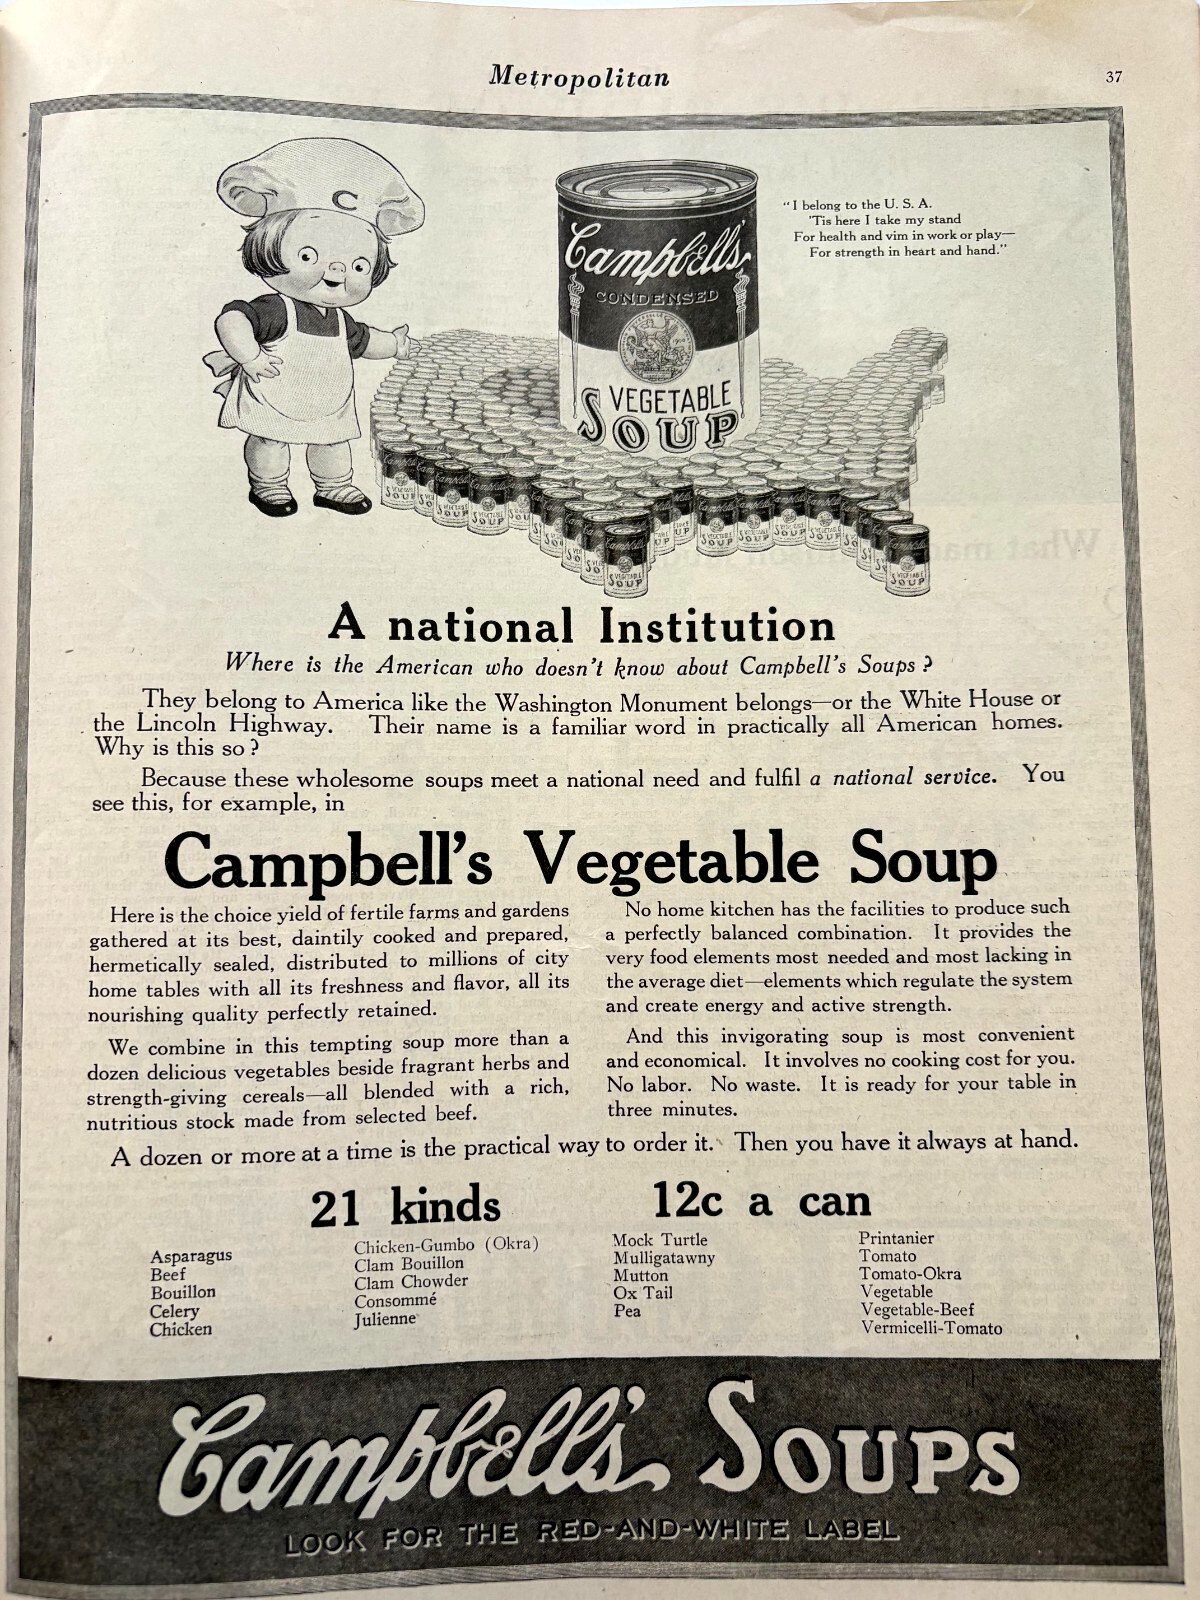 Metropolitan
37
C
"I belong to the U. S. A.
'Tis here I take my stand
For health and vim in work or play—
For strength in heart and hand."
Campbell's
CONDENSED
VEGETABLE
SOUP
A national Institution
Where is the American who doesn't know about Campbell's Soups?
They belong to America like the Washington Monument belongs—or the White House or
the Lincoln Highway. Their name is a familiar word in practically all American homes.
Why is this so?
Because these wholesome soups meet a national need and fulfil a national service. You
see this, for example, in
Campbell's Vegetable Soup
Here is the choice yield of fertile farms and gardens
gathered at its best, daintily cooked and prepared,
hermetically sealed, distributed to millions of city
home tables with all its freshness and flavor, all its
nourishing quality perfectly retained.
We combine in this tempting soup more than a
dozen delicious vegetables beside fragrant herbs and
strength-giving cereals—all blended with a rich,
nutritious stock made from selected beef.
No home kitchen has the facilities to produce such
a perfectly balanced combination. It provides the
very food elements most needed and most lacking in
the average diet—elements which regulate the system
and create energy and active strength.
And this invigorating soup is most convenient
and economical. It involves no cooking cost for you.
No labor. No waste. It is ready for your table in
three minutes.
A dozen or more at a time is the practical way to order it. Then you have it always at hand.
21 kinds
12c a can
Asparagus
Beef
Bouillon
Celery
Chicken
Chicken-Gumbo (Okra)
Clam Bouillon
Clam Chowder
Consommé
Julienne
Mock Turtle
Mulligatawny
Mutton
Ox Tail
Pea
Printanier
Tomato
Tomato-Okra
Vegetable
Vegetable-Beef
Vermicelli-Tomato
Campbell's SOUPS
LOOK FOR THE RED-AND-WHITE LABEL